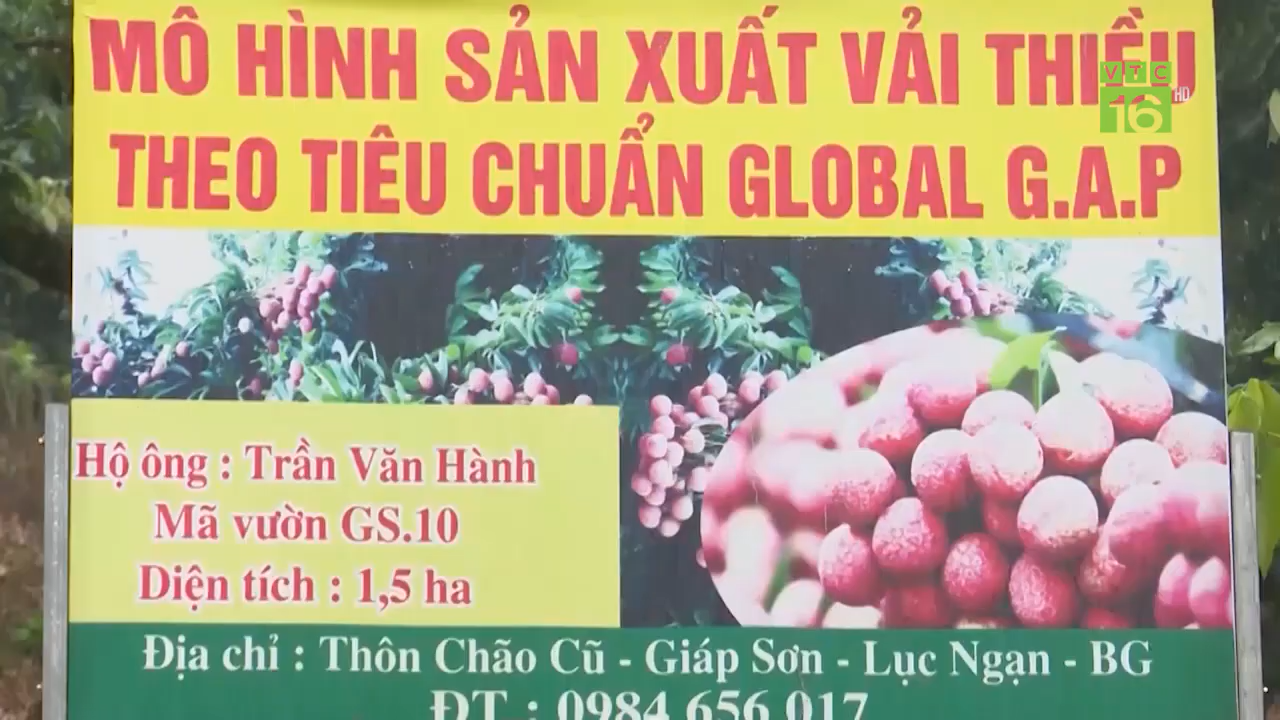 MÔ HÌNH SẢN XUẤT VẢI THIỀU
THEO TIÊU CHUẨN GLOBAL G.A.P
VTC
16
HD
Hộ ông : Trần Văn Hành
Mã vườn GS.10
Diện tích : 1,5 ha
Địa chỉ : Thôn Chão Cũ - Giáp Sơn - Lục Ngạn - BG
ĐT : 0984 656 017